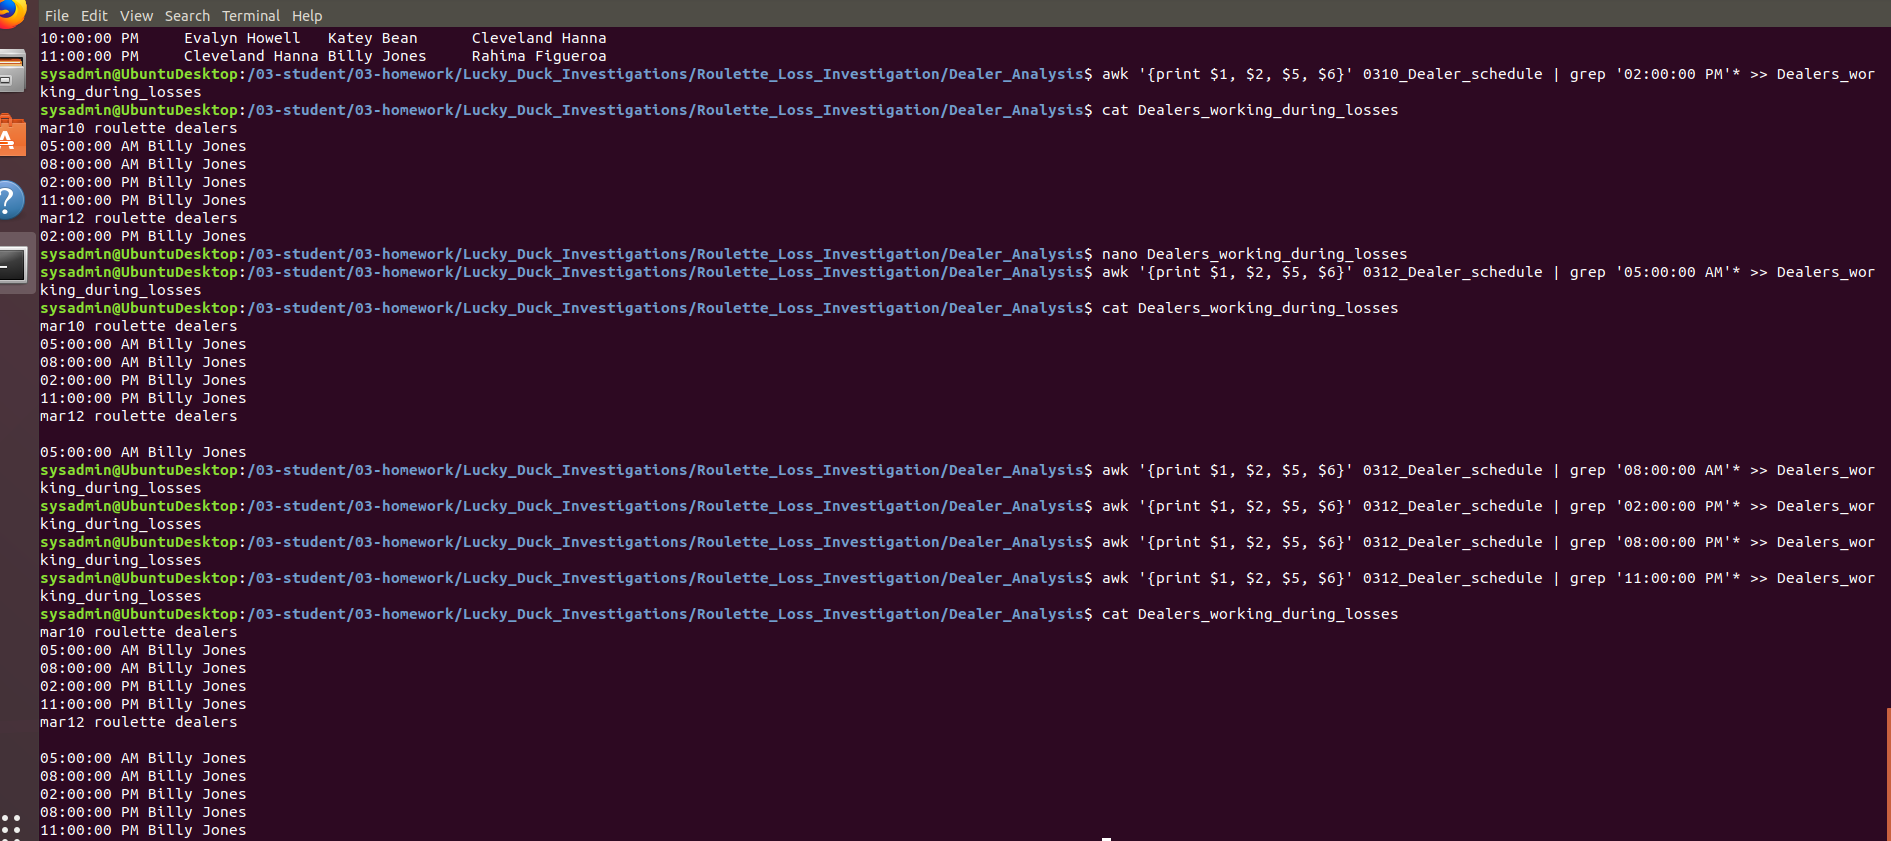 File Edit View Search Terminal Help
10:00:00 PM     Evalyn Howell   Katey Bean      Cleveland Hanna
11:00:00 PM     Cleveland Hanna Billy Jones     Rahima Figueroa
sysadmin@UbuntuDesktop:/03-student/03-homework/Lucky_Duck_Investigations/Roulette_Loss_Investigation/Dealer_Analysis$ awk '{print $1, $2, $5, $6}' 0310_Dealer_schedule | grep '02:00:00 PM'* >> Dealers_wor
king_during_losses
sysadmin@UbuntuDesktop:/03-student/03-homework/Lucky_Duck_Investigations/Roulette_Loss_Investigation/Dealer_Analysis$ cat Dealers_working_during_losses
mar10 roulette dealers
05:00:00 AM Billy Jones
08:00:00 AM Billy Jones
02:00:00 PM Billy Jones
11:00:00 PM Billy Jones
mar12 roulette dealers
02:00:00 PM Billy Jones
sysadmin@UbuntuDesktop:/03-student/03-homework/Lucky_Duck_Investigations/Roulette_Loss_Investigation/Dealer_Analysis$ nano Dealers_working_during_losses
sysadmin@UbuntuDesktop:/03-student/03-homework/Lucky_Duck_Investigations/Roulette_Loss_Investigation/Dealer_Analysis$ awk '{print $1, $2, $5, $6}' 0312_Dealer_schedule | grep '05:00:00 AM'* >> Dealers_wor
king_during_losses
sysadmin@UbuntuDesktop:/03-student/03-homework/Lucky_Duck_Investigations/Roulette_Loss_Investigation/Dealer_Analysis$ cat Dealers_working_during_losses
mar10 roulette dealers
05:00:00 AM Billy Jones
08:00:00 AM Billy Jones
02:00:00 PM Billy Jones
11:00:00 PM Billy Jones
mar12 roulette dealers

05:00:00 AM Billy Jones
sysadmin@UbuntuDesktop:/03-student/03-homework/Lucky_Duck_Investigations/Roulette_Loss_Investigation/Dealer_Analysis$ awk '{print $1, $2, $5, $6}' 0312_Dealer_schedule | grep '08:00:00 AM'* >> Dealers_wor
king_during_losses
sysadmin@UbuntuDesktop:/03-student/03-homework/Lucky_Duck_Investigations/Roulette_Loss_Investigation/Dealer_Analysis$ awk '{print $1, $2, $5, $6}' 0312_Dealer_schedule | grep '02:00:00 PM'* >> Dealers_wor
king_during_losses
sysadmin@UbuntuDesktop:/03-student/03-homework/Lucky_Duck_Investigations/Roulette_Loss_Investigation/Dealer_Analysis$ awk '{print $1, $2, $5, $6}' 0312_Dealer_schedule | grep '08:00:00 PM'* >> Dealers_wor
king_during_losses
sysadmin@UbuntuDesktop:/03-student/03-homework/Lucky_Duck_Investigations/Roulette_Loss_Investigation/Dealer_Analysis$ awk '{print $1, $2, $5, $6}' 0312_Dealer_schedule | grep '11:00:00 PM'* >> Dealers_wor
king_during_losses
sysadmin@UbuntuDesktop:/03-student/03-homework/Lucky_Duck_Investigations/Roulette_Loss_Investigation/Dealer_Analysis$ cat Dealers_working_during_losses
mar10 roulette dealers
05:00:00 AM Billy Jones
08:00:00 AM Billy Jones
02:00:00 PM Billy Jones
11:00:00 PM Billy Jones
mar12 roulette dealers

05:00:00 AM Billy Jones
08:00:00 AM Billy Jones
02:00:00 PM Billy Jones
08:00:00 PM Billy Jones
11:00:00 PM Billy Jones